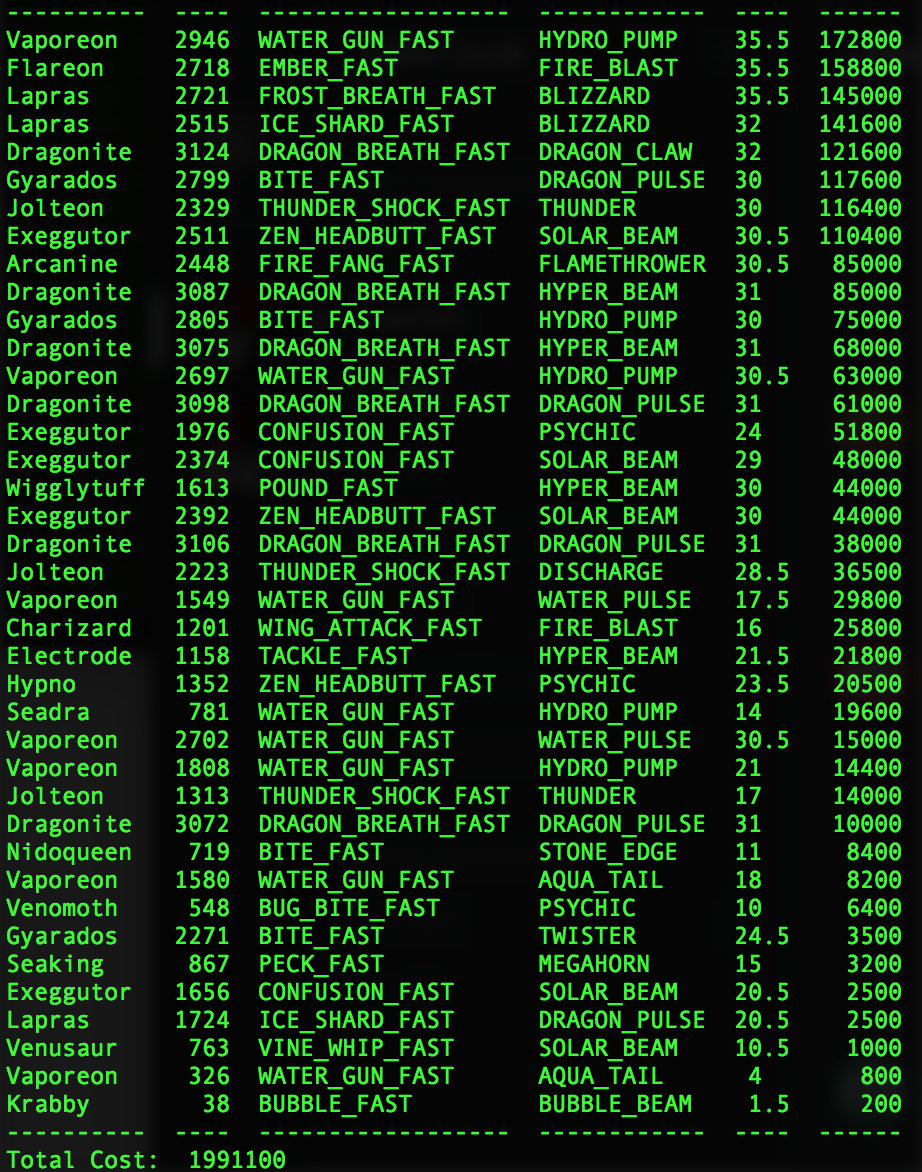 ----------  ----  ------------------  ------------  ----  ------
Vaporeon    2946  WATER_GUN_FAST      HYDRO_PUMP    35.5  172800
Flareon     2718  EMBER_FAST          FIRE_BLAST    35.5  158800
Lapras      2721  FROST_BREATH_FAST   BLIZZARD      35.5  145000
Lapras      2515  ICE_SHARD_FAST      BLIZZARD      32    141600
Dragonite   3124  DRAGON_BREATH_FAST  DRAGON_CLAW   32    121600
Gyarados    2799  BITE_FAST           DRAGON_PULSE  30    117600
Jolteon     2329  THUNDER_SHOCK_FAST  THUNDER       30    116400
Exeggutor   2511  ZEN_HEADBUTT_FAST   SOLAR_BEAM    30.5  110400
Arcanine    2448  FIRE_FANG_FAST      FLAMETHROWER  30.5   85000
Dragonite   3087  DRAGON_BREATH_FAST  HYPER_BEAM    31     85000
Gyarados    2805  BITE_FAST           HYDRO_PUMP    30     75000
Dragonite   3075  DRAGON_BREATH_FAST  HYPER_BEAM    31     68000
Vaporeon    2697  WATER_GUN_FAST      HYDRO_PUMP    30.5   63000
Dragonite   3098  DRAGON_BREATH_FAST  DRAGON_PULSE  31     61000
Exeggutor   1976  CONFUSION_FAST      PSYCHIC       24     51800
Exeggutor   2374  CONFUSION_FAST      SOLAR_BEAM    29     48000
Wigglytuff  1613  POUND_FAST          HYPER_BEAM    30     44000
Exeggutor   2392  ZEN_HEADBUTT_FAST   SOLAR_BEAM    30     44000
Dragonite   3106  DRAGON_BREATH_FAST  DRAGON_PULSE  31     38000
Jolteon     2223  THUNDER_SHOCK_FAST  DISCHARGE     28.5   36500
Vaporeon    1549  WATER_GUN_FAST      WATER_PULSE   17.5   29800
Charizard   1201  WING_ATTACK_FAST    FIRE_BLAST    16     25800
Electrode   1158  TACKLE_FAST         HYPER_BEAM    21.5   21800
Hypno       1352  ZEN_HEADBUTT_FAST   PSYCHIC       23.5   20500
Seadra       781  WATER_GUN_FAST      HYDRO_PUMP    14     19600
Vaporeon    2702  WATER_GUN_FAST      WATER_PULSE   30.5   15000
Vaporeon    1808  WATER_GUN_FAST      HYDRO_PUMP    21     14400
Jolteon     1313  THUNDER_SHOCK_FAST  THUNDER       17     14000
Dragonite   3072  DRAGON_BREATH_FAST  DRAGON_PULSE  31     10000
Nidoqueen    719  BITE_FAST           STONE_EDGE    11      8400
Vaporeon    1580  WATER_GUN_FAST      AQUA_TAIL     18      8200
Venomoth     548  BUG_BITE_FAST       PSYCHIC       10      6400
Gyarados    2271  BITE_FAST           TWISTER       24.5    3500
Seaking      867  PECK_FAST           MEGAHORN      15      3200
Exeggutor   1656  CONFUSION_FAST      SOLAR_BEAM    20.5    2500
Lapras      1724  ICE_SHARD_FAST      DRAGON_PULSE  20.5    2500
Venusaur     763  VINE_WHIP_FAST      SOLAR_BEAM    10.5    1000
Vaporeon     326  WATER_GUN_FAST      AQUA_TAIL      4       800
Krabby        38  BUBBLE_FAST         BUBBLE_BEAM    1.5     200
----------  ----  ------------------  ------------  ----  ------
Total Cost:  1991100